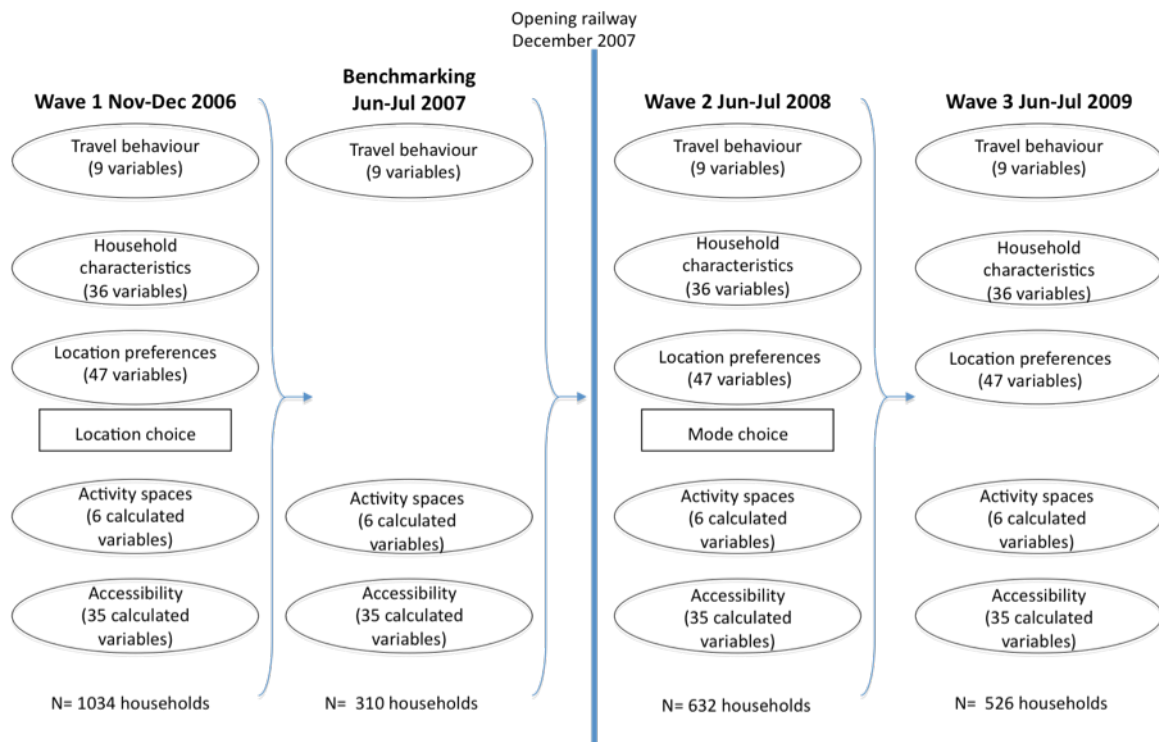 Opening railway
December 2007
Wave 1 Nov-Dec 2006
Travel behaviour
(9 variables)
Household
characteristics
(36 variables)
Location preferences
(47 variables)
Location choice
Activity spaces
(6 calculated
variables)
Accessibility
(35 calculated
variables)
N= 1034 households
Benchmarking
Jun-Jul 2007
Travel behaviour
(9 variables)
Activity spaces
(6 calculated
variables)
Accessibility
(35 calculated
variables)
N=  310 households
Wave 2 Jun-Jul 2008
Travel behaviour
(9 variables)
Household
characteristics
(36 variables)
Location preferences
(47 variables)
Mode choice
Activity spaces
(6 calculated
variables)
Accessibility
(35 calculated
variables)
N= 632 households
Wave 3 Jun-Jul 2009
Travel behaviour
(9 variables)
Household
characteristics
(36 variables)
Location preferences
(47 variables)
Activity spaces
(6 calculated
variables)
Accessibility
(35 calculated
variables)
N=  526 households